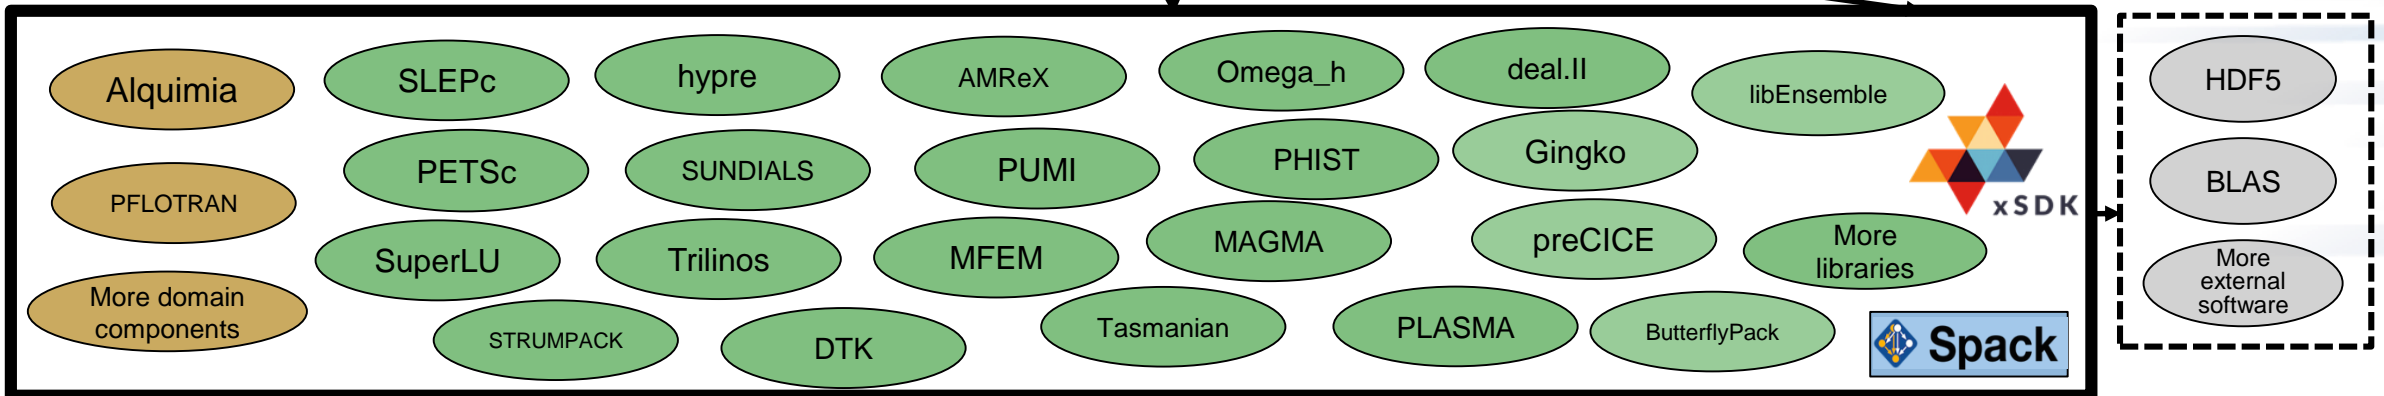 Alquimia
SLEPc
hypre
AMReX
Omega_h
deal.II
libEnsemble
HDF5
PFLOTRAN
PETSc
SUNDIALS
PUMI
PHIST
Gingko
xSDK
BLAS
More domain
components
SuperLU
Trilinos
MFEM
MAGMA
preCICE
More
libraries
More
external
software
STRUMPACK
DTK
Tasmanian
PLASMA
ButterflyPack
Spack